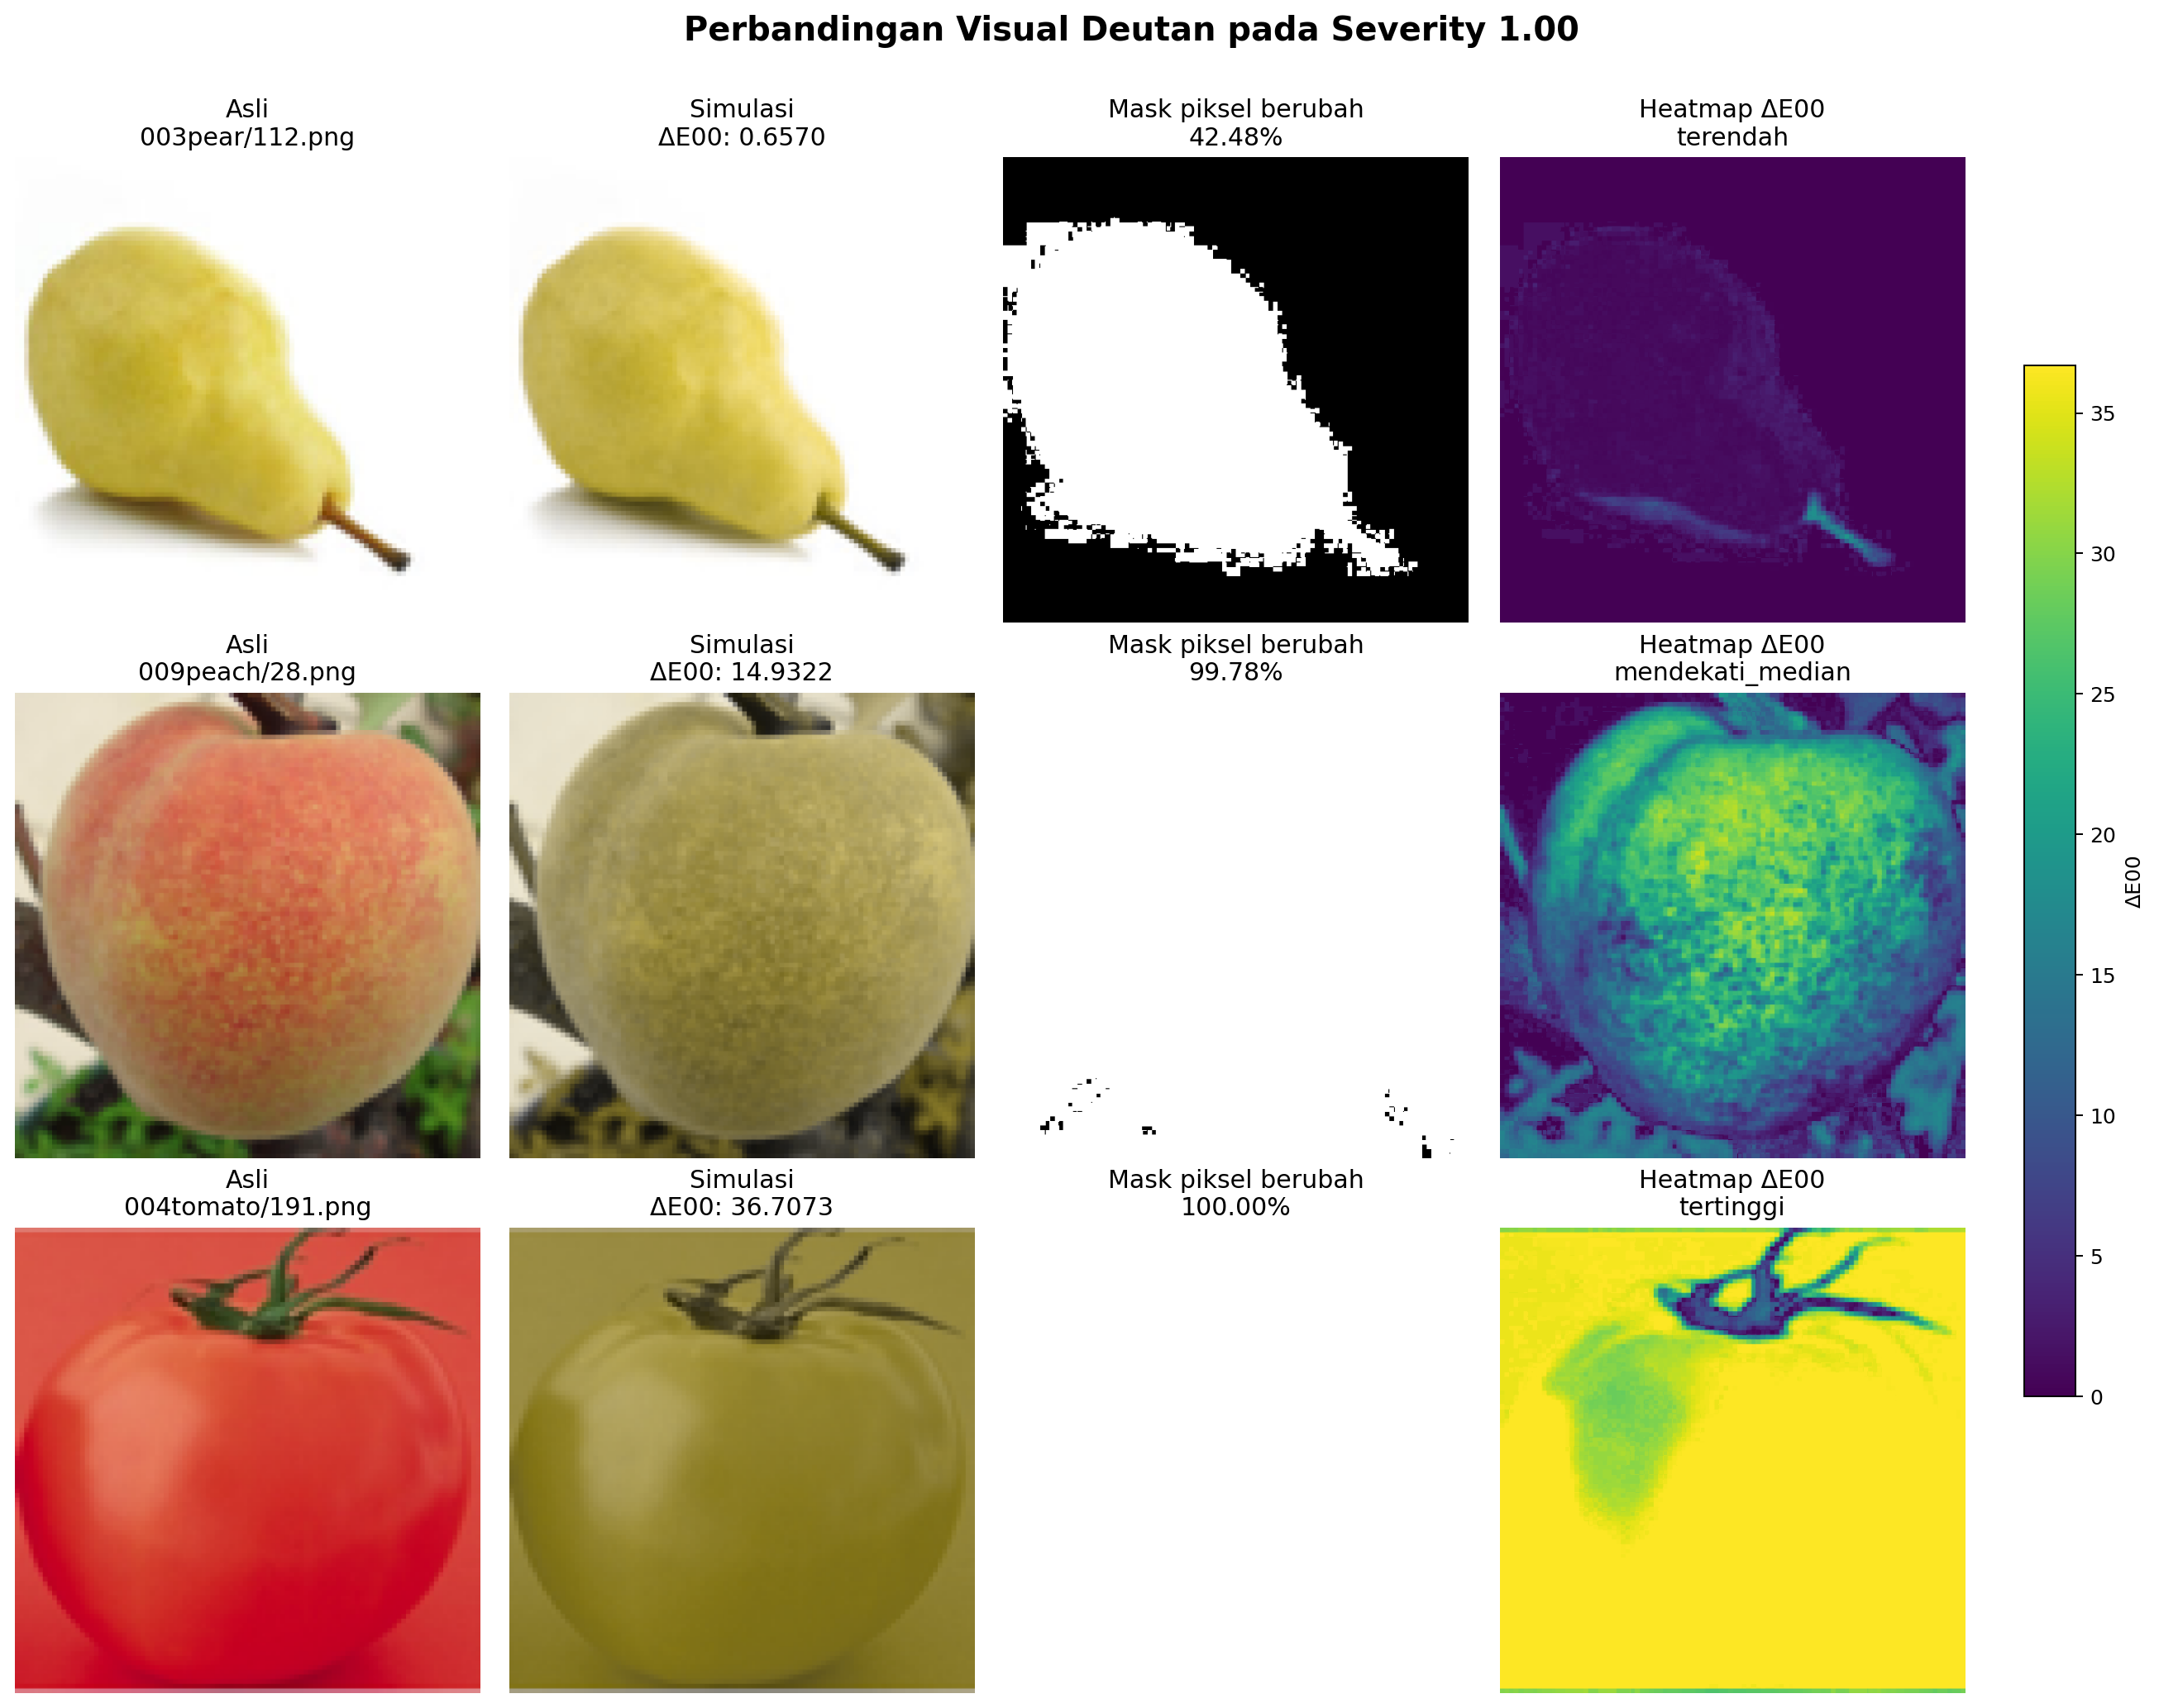 Perbandingan Visual Deutan pada Severity 1.00
Asli
003pear/112.png
Simulasi
ΔE00: 0.6570
Mask piksel berubah
42.48%
Heatmap ΔE00
terendah
Asli
009peach/28.png
Simulasi
ΔE00: 14.9322
Mask piksel berubah
99.78%
Heatmap ΔE00
mendekati_median
Asli
004tomato/191.png
Simulasi
ΔE00: 36.7073
Mask piksel berubah
100.00%
Heatmap ΔE00
tertinggi
35
30
25
20
15
10
5
0
ΔE00